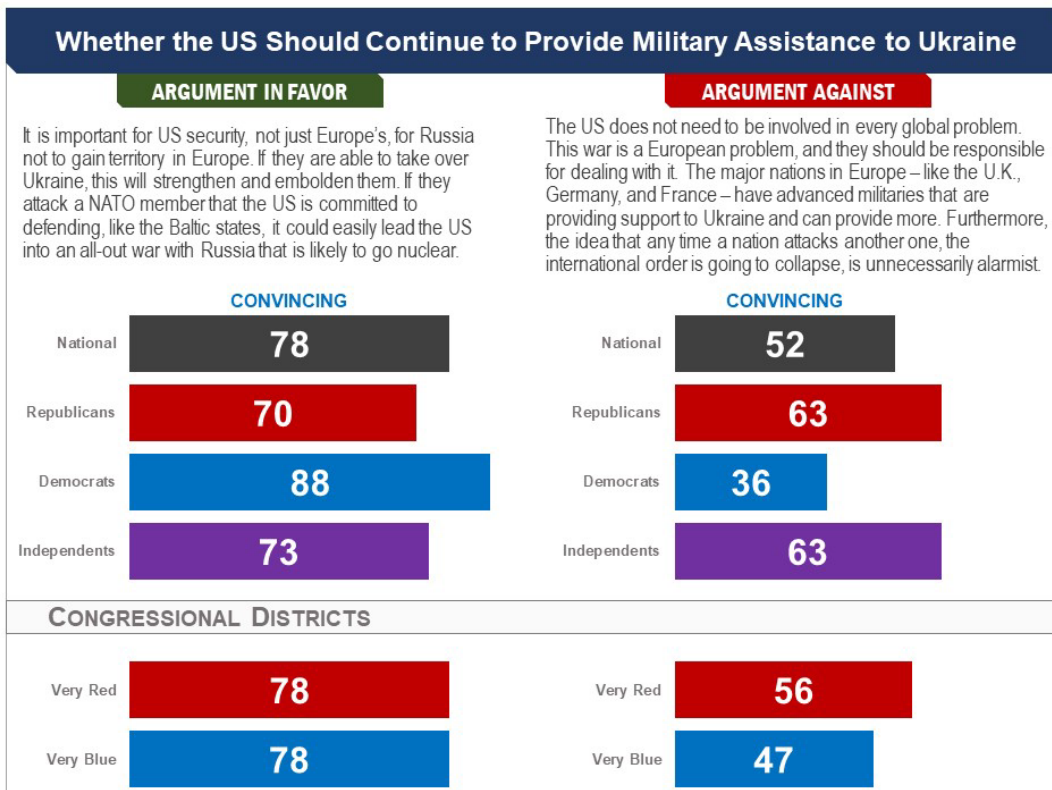 Whether the US Should Continue to Provide Military Assistance to Ukraine
ARGUMENT IN FAVOR
It is important for US security, not just Europe's, for Russia
not to gain territory in Europe. If they are able to take over
Ukraine, this will strengthen and embolden them. If they
attack a NATO member that the US is committed to
defending, like the Baltic states, it could easily lead the US
into an all-out war with Russia that is likely to go nuclear.
CONVINCING
National 78
Republicans 70
Democrats 88
Independents 73
ARGUMENT AGAINST
The US does not need to be involved in every global problem.
This war is a European problem, and they should be responsible
for dealing with it. The major nations in Europe – like the U.K.,
Germany, and France – have advanced militaries that are
providing support to Ukraine and can provide more. Furthermore,
the idea that any time a nation attacks another one, the
international order is going to collapse, is unnecessarily alarmist.
CONVINCING
National 52
Republicans 63
Democrats 36
Independents 63
CONGRESSIONAL DISTRICTS
Very Red 78
Very Blue 78
Very Red 56
Very Blue 47